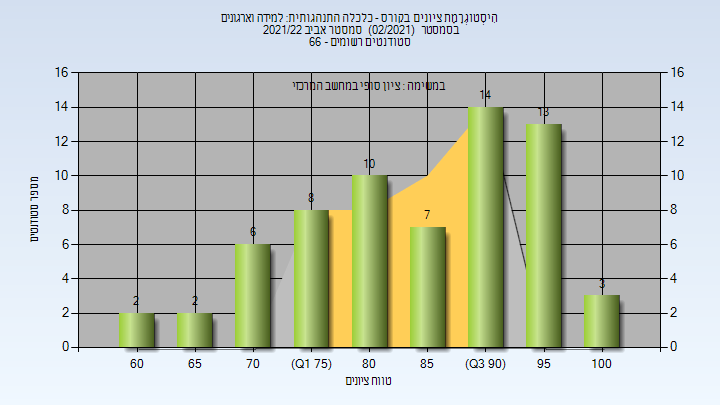 היסטוגרמת ציונים בקורס - כלכלה התנהגותית: למידה וארגונים
בסמסטר (02/2021) סמסטר אביב 2021/22
סטודנטים רשומים - 66
במשימה : ציון סופי במחשב המרכזי
16 16
14 14
12 12
10 10
8 8
6 6
4 4
2 2
0 0
2 2 6 8 10 7 14 13 3
60 65 70 (Q1 75) 80 85 (Q3 90) 95 100
טווח ציונים
מספר סטודנטים